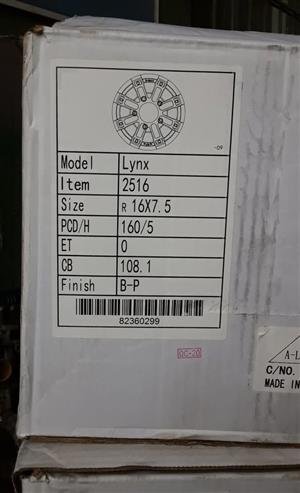 -09
Model Lynx
Item 2516
Size R 16X7.5
PCD/H 160/5
ET 0
CB 108.1
Finish B-P
82360299
A-L
C/NO.
MADE IN